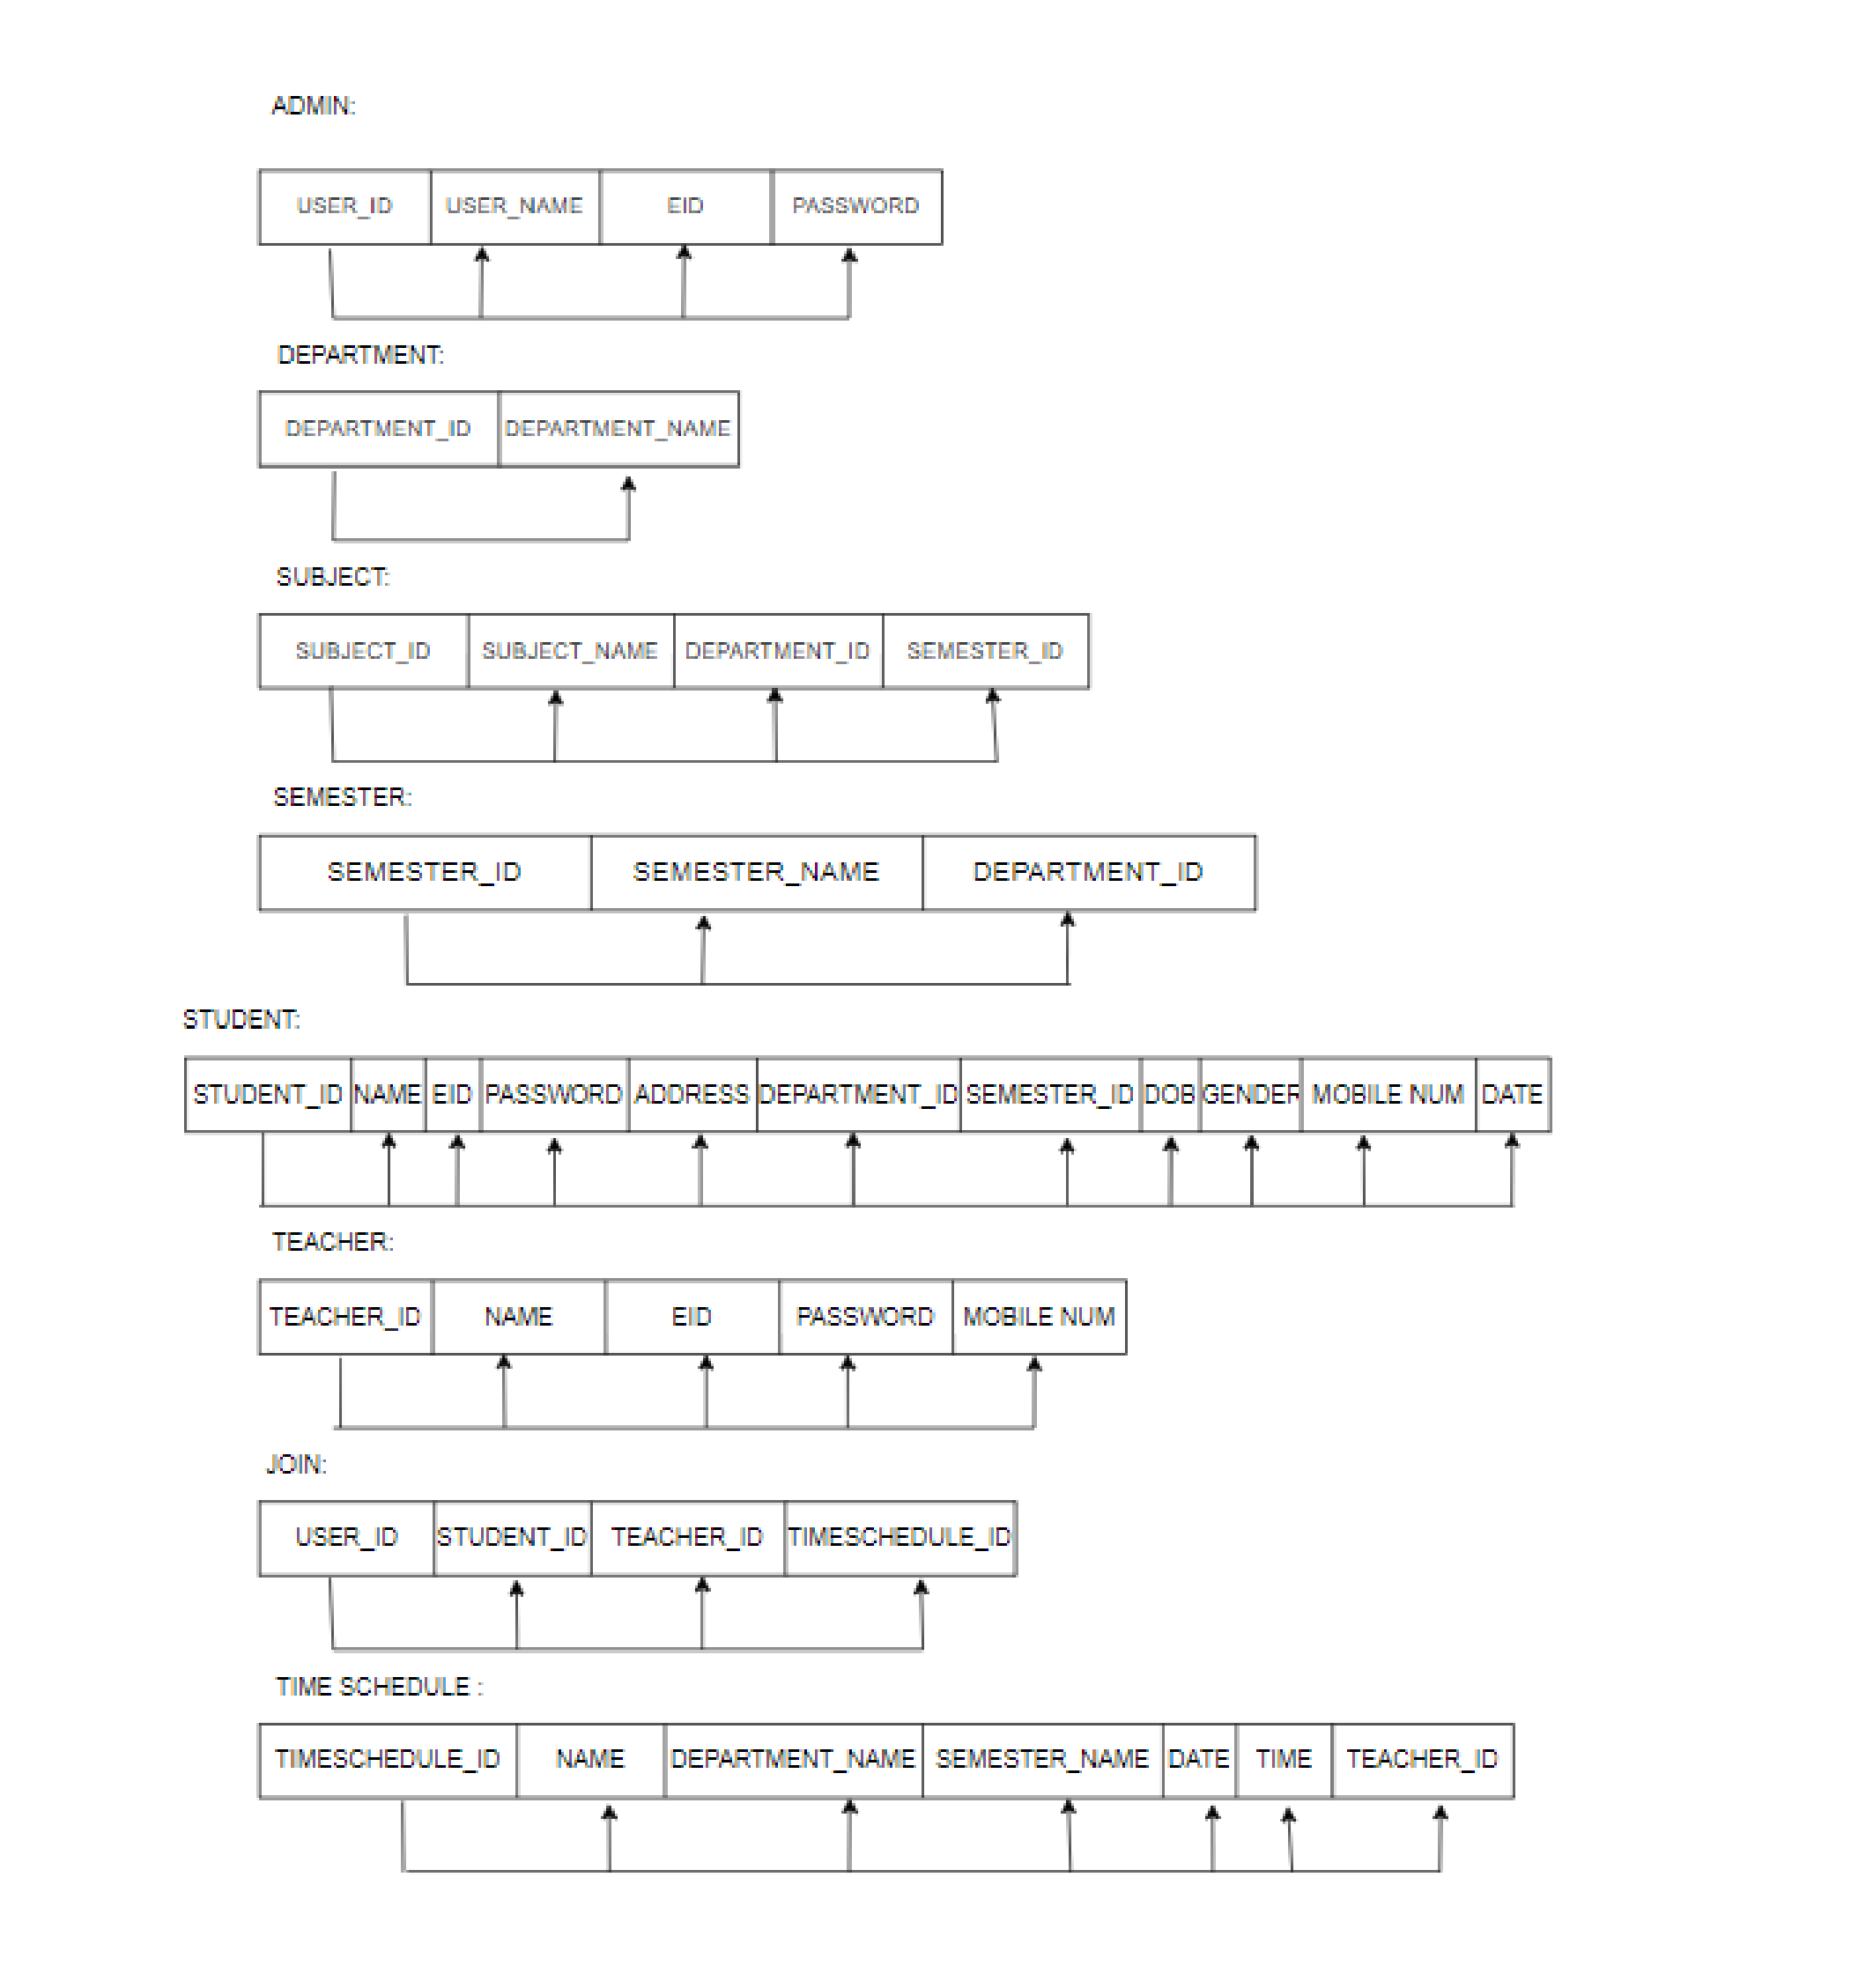 ADMIN:
USER_ID USER_NAME EID PASSWORD
DEPARTMENT:
DEPARTMENT_ID DEPARTMENT_NAME
SUBJECT:
SUBJECT_ID SUBJECT_NAME DEPARTMENT_ID SEMESTER_ID
SEMESTER:
SEMESTER_ID SEMESTER_NAME DEPARTMENT_ID
STUDENT:
STUDENT_ID NAME EID PASSWORD ADDRESS DEPARTMENT_ID SEMESTER_ID DOB GENDER MOBILE NUM DATE
TEACHER:
TEACHER_ID NAME EID PASSWORD MOBILE NUM
JOIN:
USER_ID STUDENT_ID TEACHER_ID TIMESCHEDULE_ID
TIME SCHEDULE :
TIMESCHEDULE_ID NAME DEPARTMENT_NAME SEMESTER_NAME DATE TIME TEACHER_ID